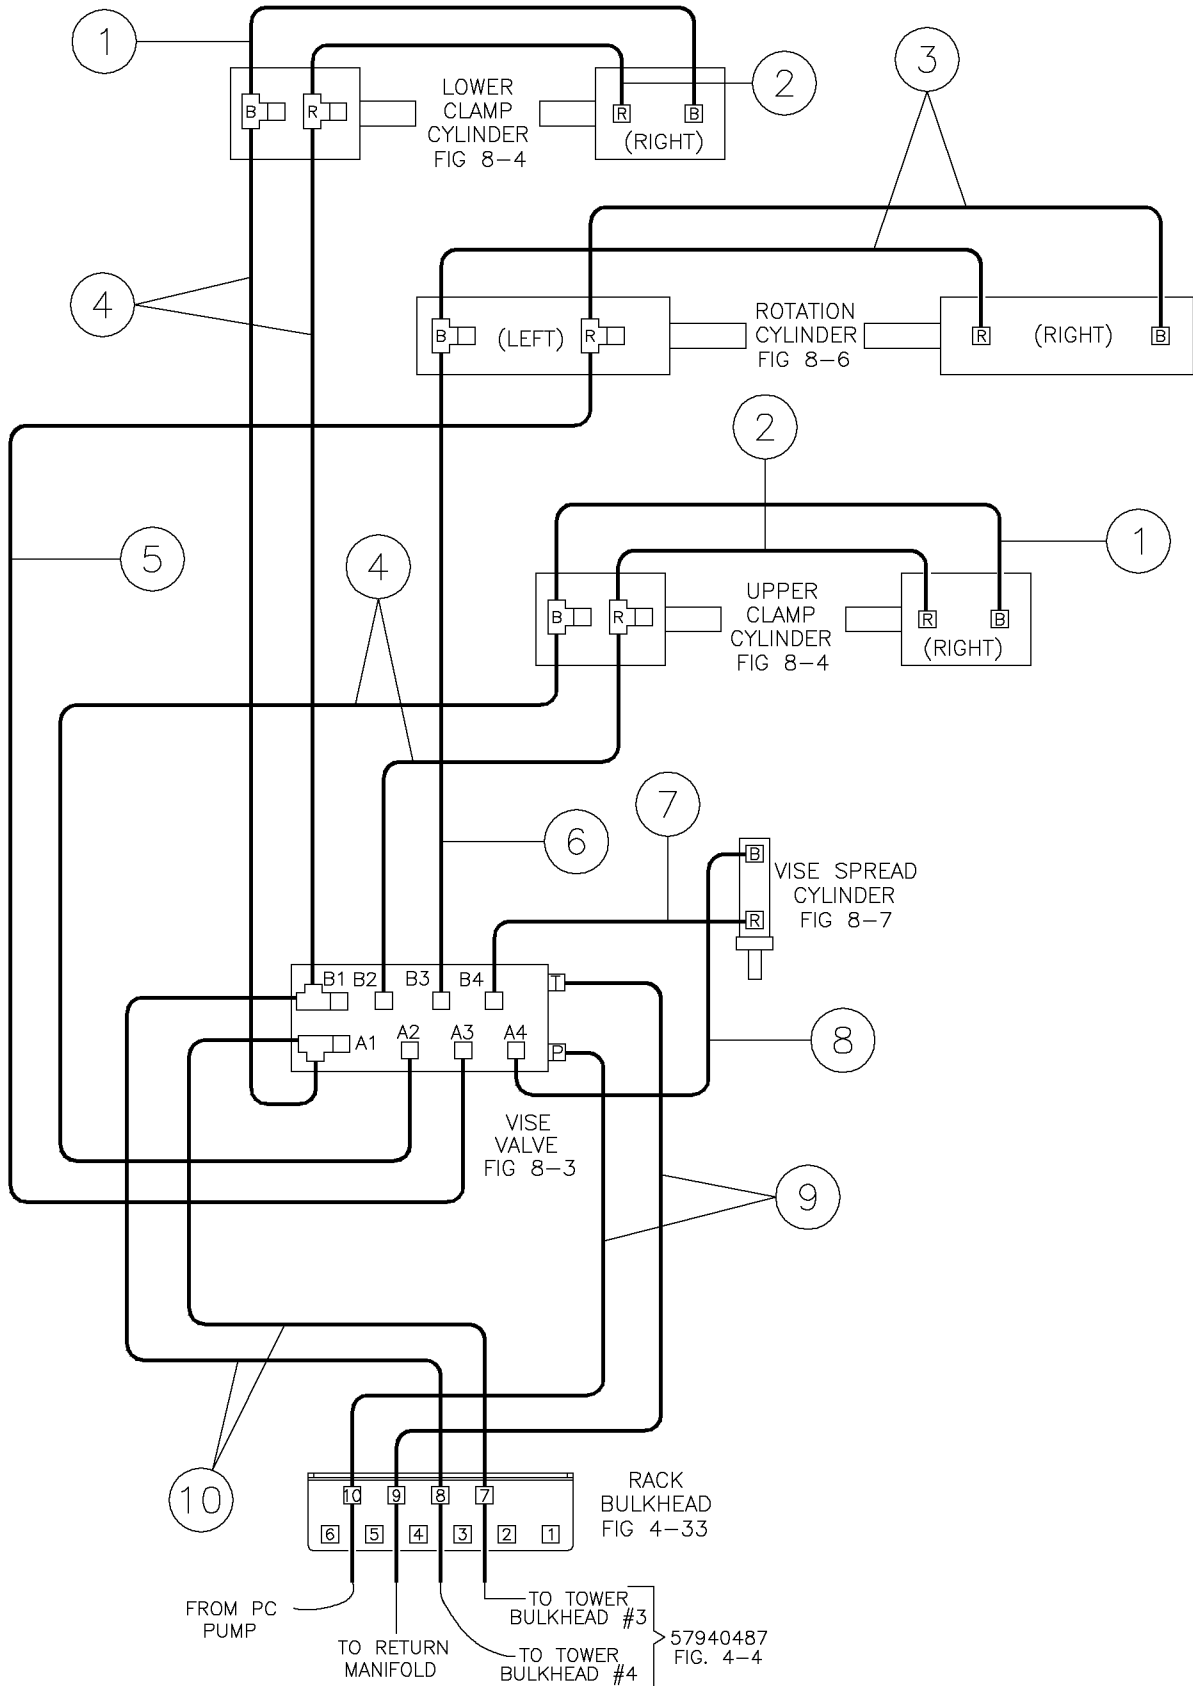 1
B
R
LOWER
CLAMP
CYLINDER
FIG 8-4
R
B
(RIGHT)
2
3
4
B
(LEFT)
R
ROTATION
CYLINDER
FIG 8-6
R
(RIGHT)
B
2
5
4
1
B
R
UPPER
CLAMP
CYLINDER
FIG 8-4
R
B
(RIGHT)
6
7
B
R
VISE SPREAD
CYLINDER
FIG 8-7
B1
B2
B3
B4
T
A1
A2
A3
A4
P
8
VISE
VALVE
FIG 8-3
9
10
10
9
8
7
6
5
4
3
2
1
RACK
BULKHEAD
FIG 4-33
FROM PC
PUMP
TO RETURN
MANIFOLD
TO TOWER
BULKHEAD #3
TO TOWER
BULKHEAD #4
57940487
FIG. 4-4